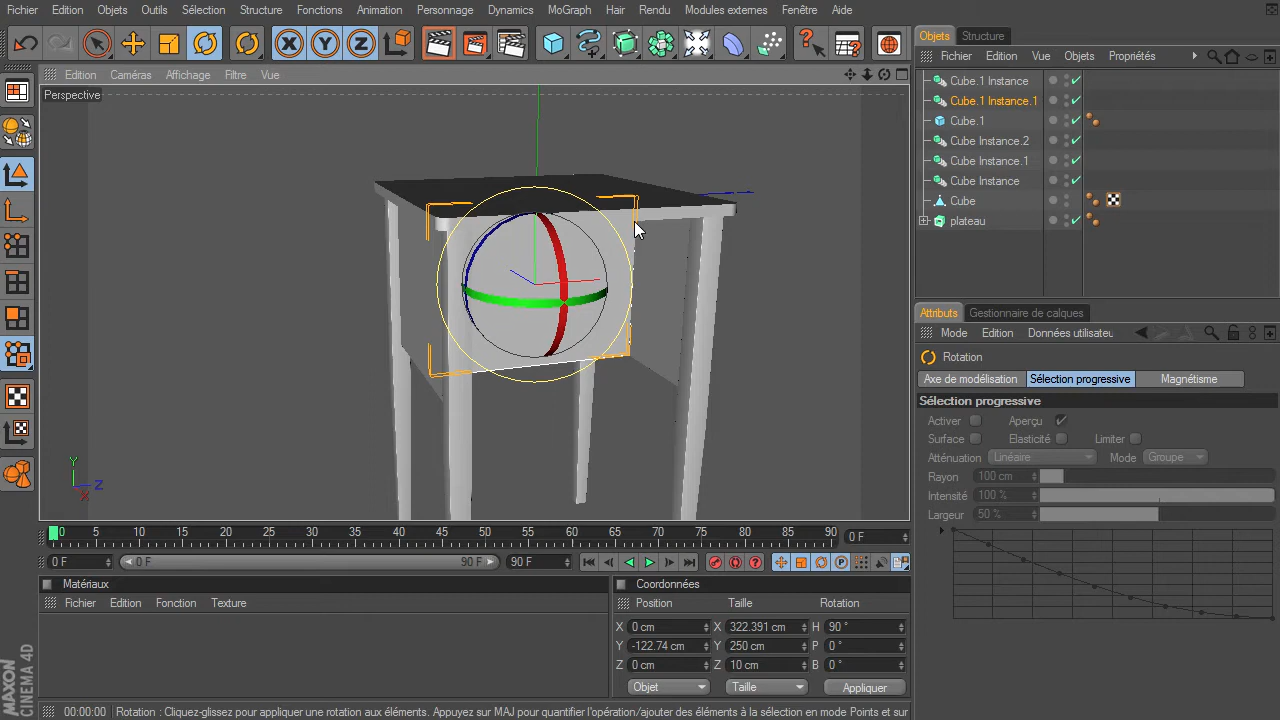 Fichier Edition Objets Outils Sélection Structure Fonctions Animation Personnage Dynamics MoGraph Hair Rendu Modules externes Fenêtre Aide
Objets Structure
Fichier Edition Vue Objets Propriétés
Edition Caméras Affichage Filtre Vue
Perspective
Cube.1 Instance
Cube.1 Instance.1
Cube.1
Cube Instance.2
Cube Instance.1
Cube Instance
Cube
plateau
Attributs Gestionnaire de calques
Mode Edition Données utilisateu
Rotation
Axe de modélisation Sélection progressive Magnétisme
Sélection progressive
Activer Aperçu
Surface Elasticité Limiter
Atténuation Linéaire Mode Groupe
Rayon 100 cm
Intensité 100 %
Largeur 50 %
Y
Z
X
0 5 10 15 20 25 30 35 40 45 50 55 60 65 70 75 80 85 90 0 F
0 F 0 F 90 F 90 F
Matériaux
Fichier Edition Fonction Texture
Coordonnées
Position Taille Rotation
X 0 cm X 322.391 cm H 90 °
Y -122.74 cm Y 250 cm P 0 °
Z 0 cm Z 10 cm B 0 °
Objet Taille Appliquer
MAXON
CINEMA 4D
00:00:00 Rotation : Cliquez-glissez pour appliquer une rotation aux éléments. Appuyez sur MAJ pour quantifier l'opération/ajouter des éléments à la sélection en mode Points et sur